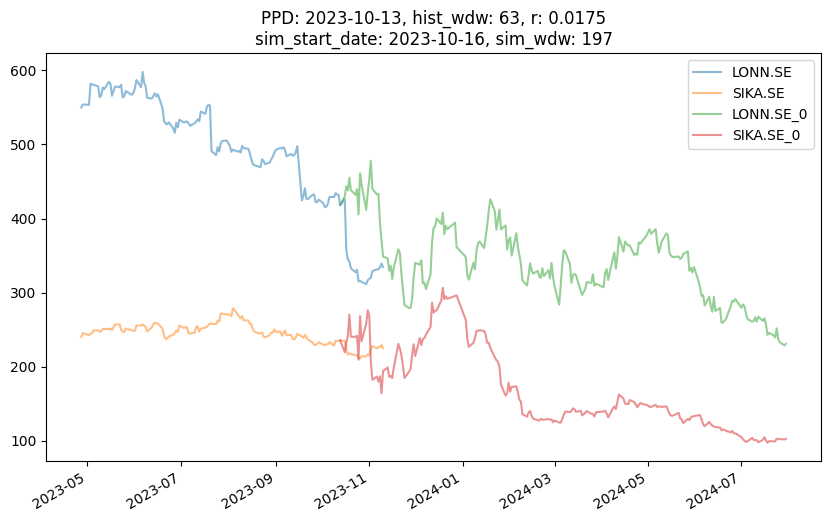 PPD: 2023-10-13, hist_wdw: 63, r: 0.0175
sim_start_date: 2023-10-16, sim_wdw: 197
LONN.SE
SIKA.SE
LONN.SE_0
SIKA.SE_0
600
500
400
300
200
100
2023-05
2023-07
2023-09
2023-11
2024-01
2024-03
2024-05
2024-07